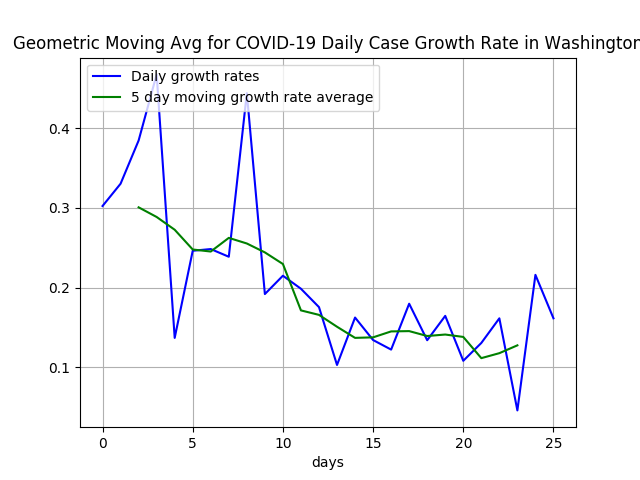 Geometric Moving Avg for COVID-19 Daily Case Growth Rate in Washington
Daily growth rates
5 day moving growth rate average
0.4
0.3
0.2
0.1
0 5 10 15 20 25
days